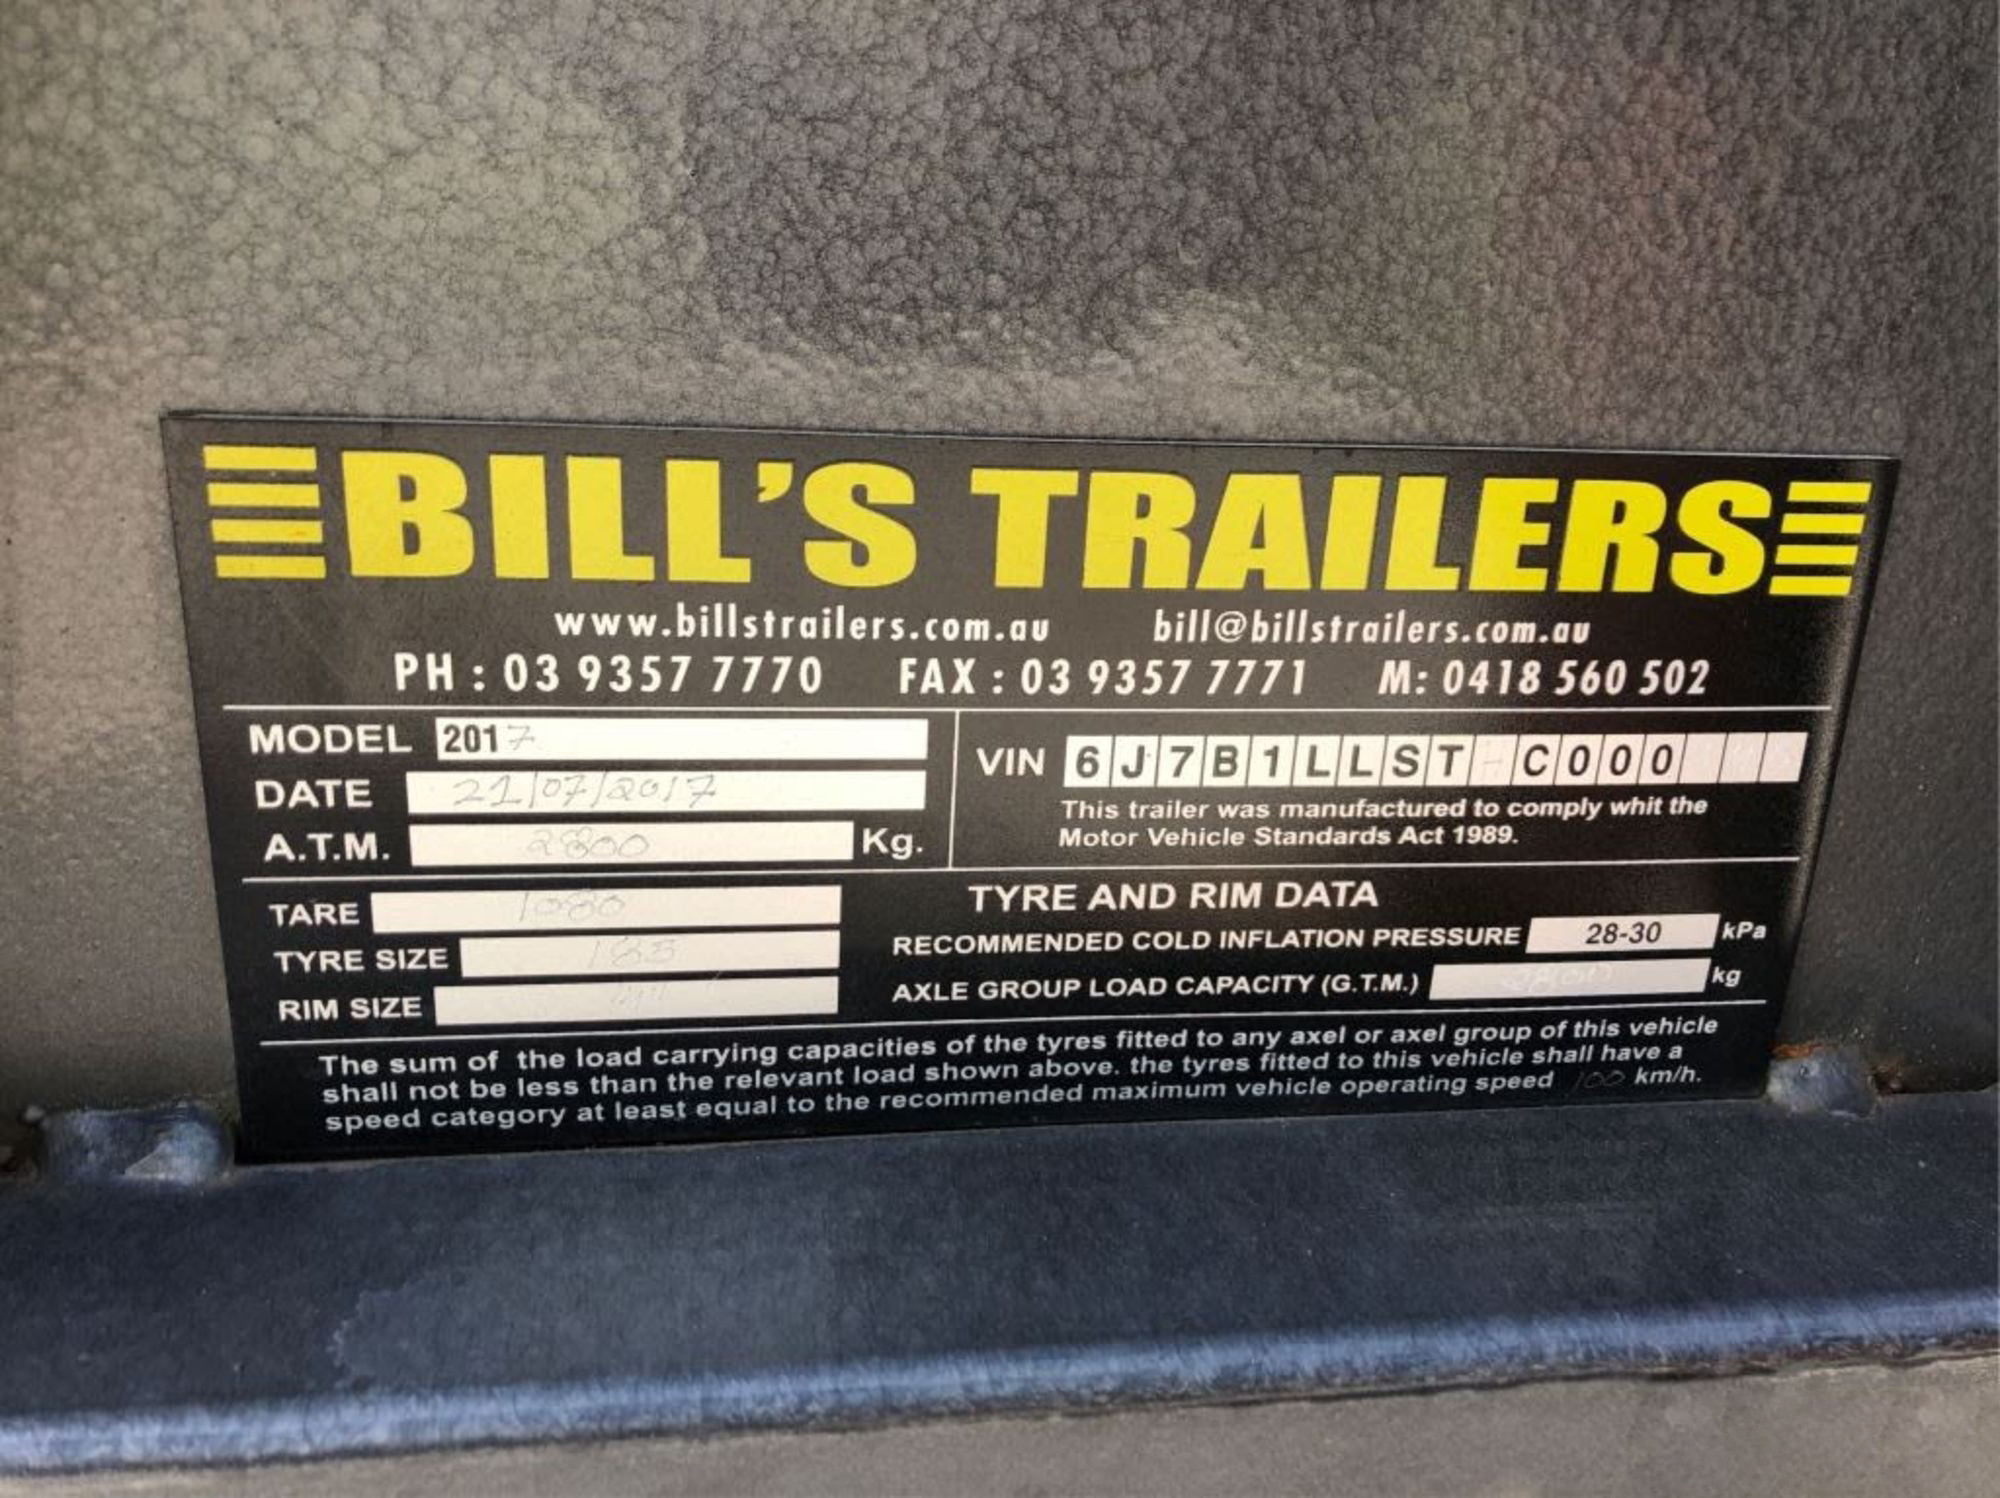 BILL'S TRAILERS
www.billstrailers.com.au bill@billstrailers.com.au
PH : 03 9357 7770 FAX : 03 9357 7771 M: 0418 560 502
MODEL 2017
DATE 21/07/2017
A.T.M. 2800 Kg.
VIN 6J7B1LLST C000
This trailer was manufactured to comply whit the
Motor Vehicle Standards Act 1989.
TARE 1080
TYRE SIZE 185
RIM SIZE
TYRE AND RIM DATA
RECOMMENDED COLD INFLATION PRESSURE 28-30 kPa
AXLE GROUP LOAD CAPACITY (G.T.M.) kg
The sum of the load carrying capacities of the tyres fitted to any axel or axel group of this vehicle
shall not be less than the relevant load shown above. the tyres fitted to this vehicle shall have a
speed category at least equal to the recommended maximum vehicle operating speed 100 km/h.